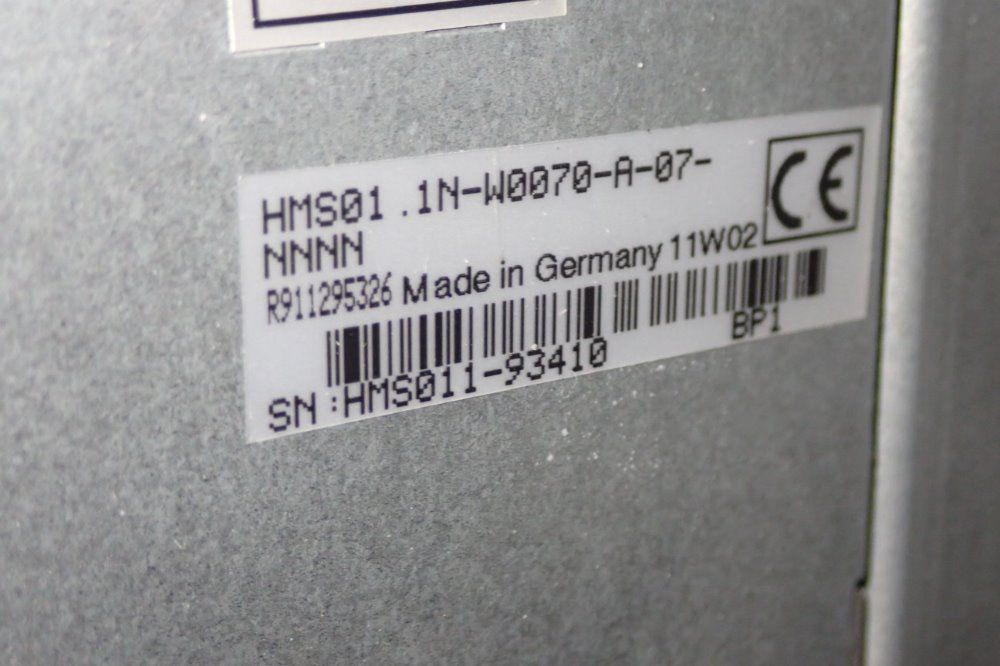 HMS01.1N-W0070-A-07-
NNNN
R911295326 Made in Germany 11W02
CE
SN:HMS011-93410
BP1